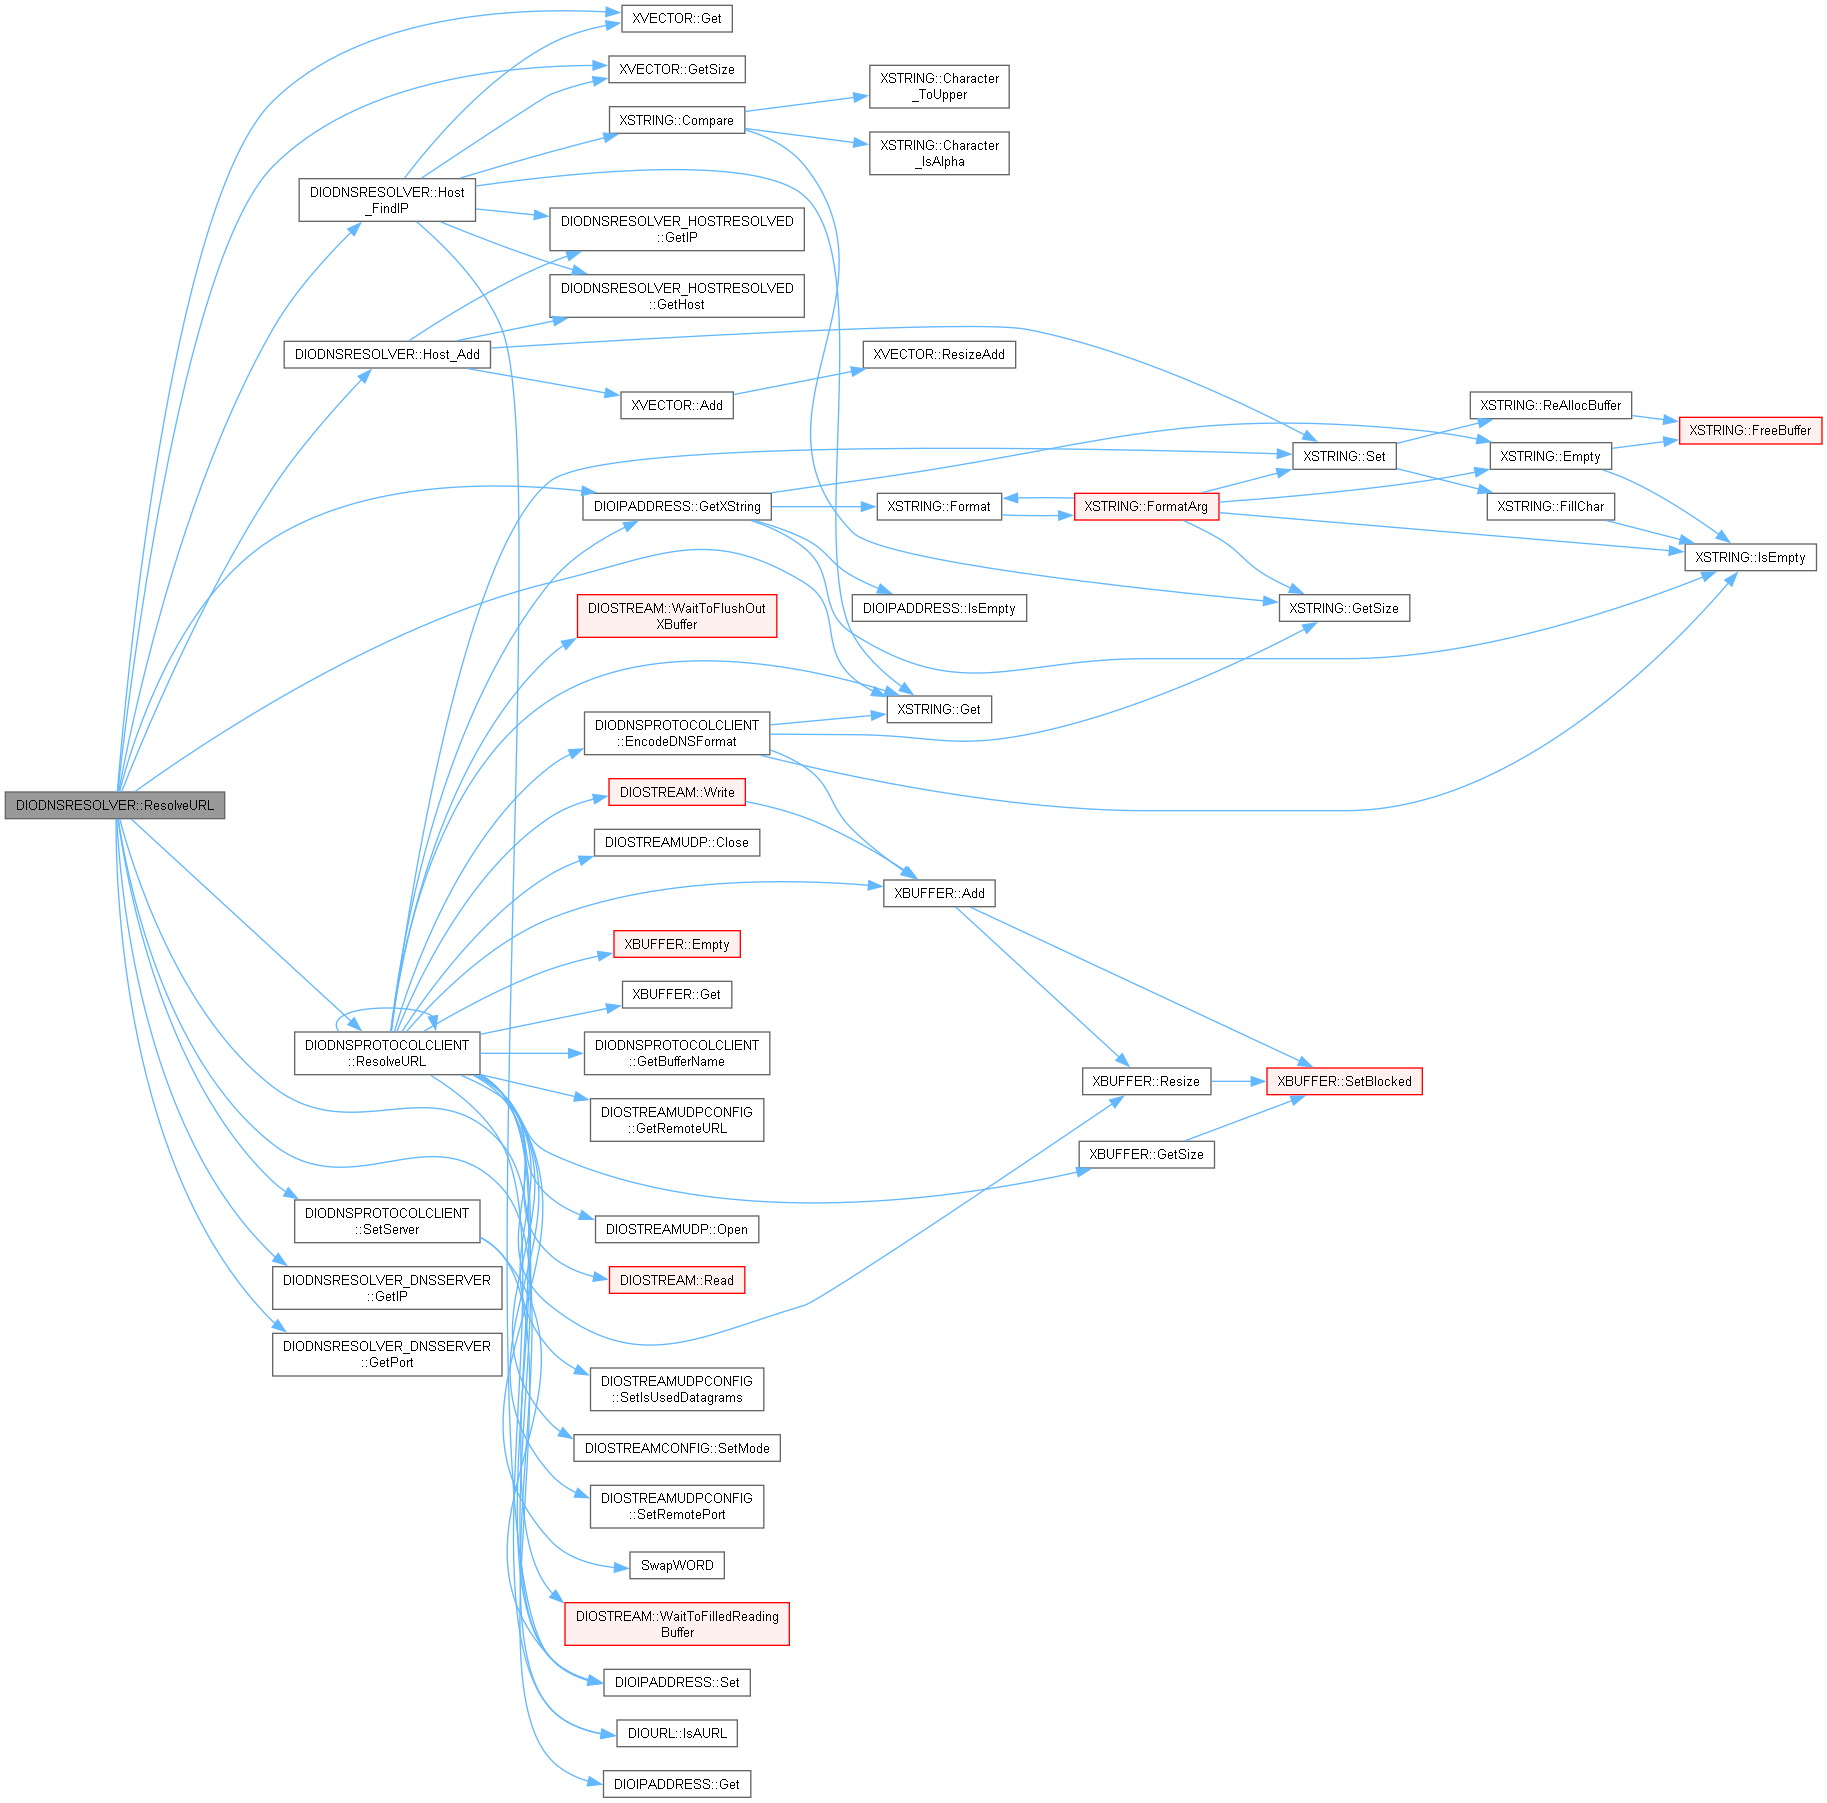 XVECTOR::Get
XVECTOR::GetSize
XSTRING::Character
_ToUpper
XSTRING::Compare
XSTRING::Character
_IsAlpha
DIODNSRESOLVER::Host
_FindIP
DIODNSRESOLVER_HOSTRESOLVED
::GetIP
DIODNSRESOLVER_HOSTRESOLVED
::GetHost
DIODNSRESOLVER::Host_Add
XVECTOR::ResizeAdd
XVECTOR::Add
XSTRING::ReAllocBuffer
XSTRING::FreeBuffer
XSTRING::Set
XSTRING::Empty
DIOIPADDRESS::GetXString
XSTRING::Format
XSTRING::FormatArg
XSTRING::FillChar
XSTRING::IsEmpty
DIOSTREAM::WaitToFlushOut
XBuffer
DIOIPADDRESS::IsEmpty
XSTRING::GetSize
XSTRING::Get
DIODNSPROTOCOLCLIENT
::EncodeDNSFormat
DIOSTREAM::Write
DIODNSRESOLVER::ResolveURL
DIOSTREAMUDP::Close
XBUFFER::Add
XBUFFER::Empty
XBUFFER::Get
DIODNSPROTOCOLCLIENT
::ResolveURL
DIODNSPROTOCOLCLIENT
::GetBufferName
XBUFFER::Resize
XBUFFER::SetBlocked
DIOSTREAMUDPCONFIG
::GetRemoteURL
XBUFFER::GetSize
DIODNSPROTOCOLCLIENT
::SetServer
DIOSTREAMUDP::Open
DIODNSRESOLVER_DNSSERVER
::GetIP
DIOSTREAM::Read
DIODNSRESOLVER_DNSSERVER
::GetPort
DIOSTREAMUDPCONFIG
::SetIsUsedDatagrams
DIOSTREAMCONFIG::SetMode
DIOSTREAMUDPCONFIG
::SetRemotePort
SwapWORD
DIOSTREAM::WaitToFilledReading
Buffer
DIOIPADDRESS::Set
DIOURL::IsAURL
DIOIPADDRESS::Get